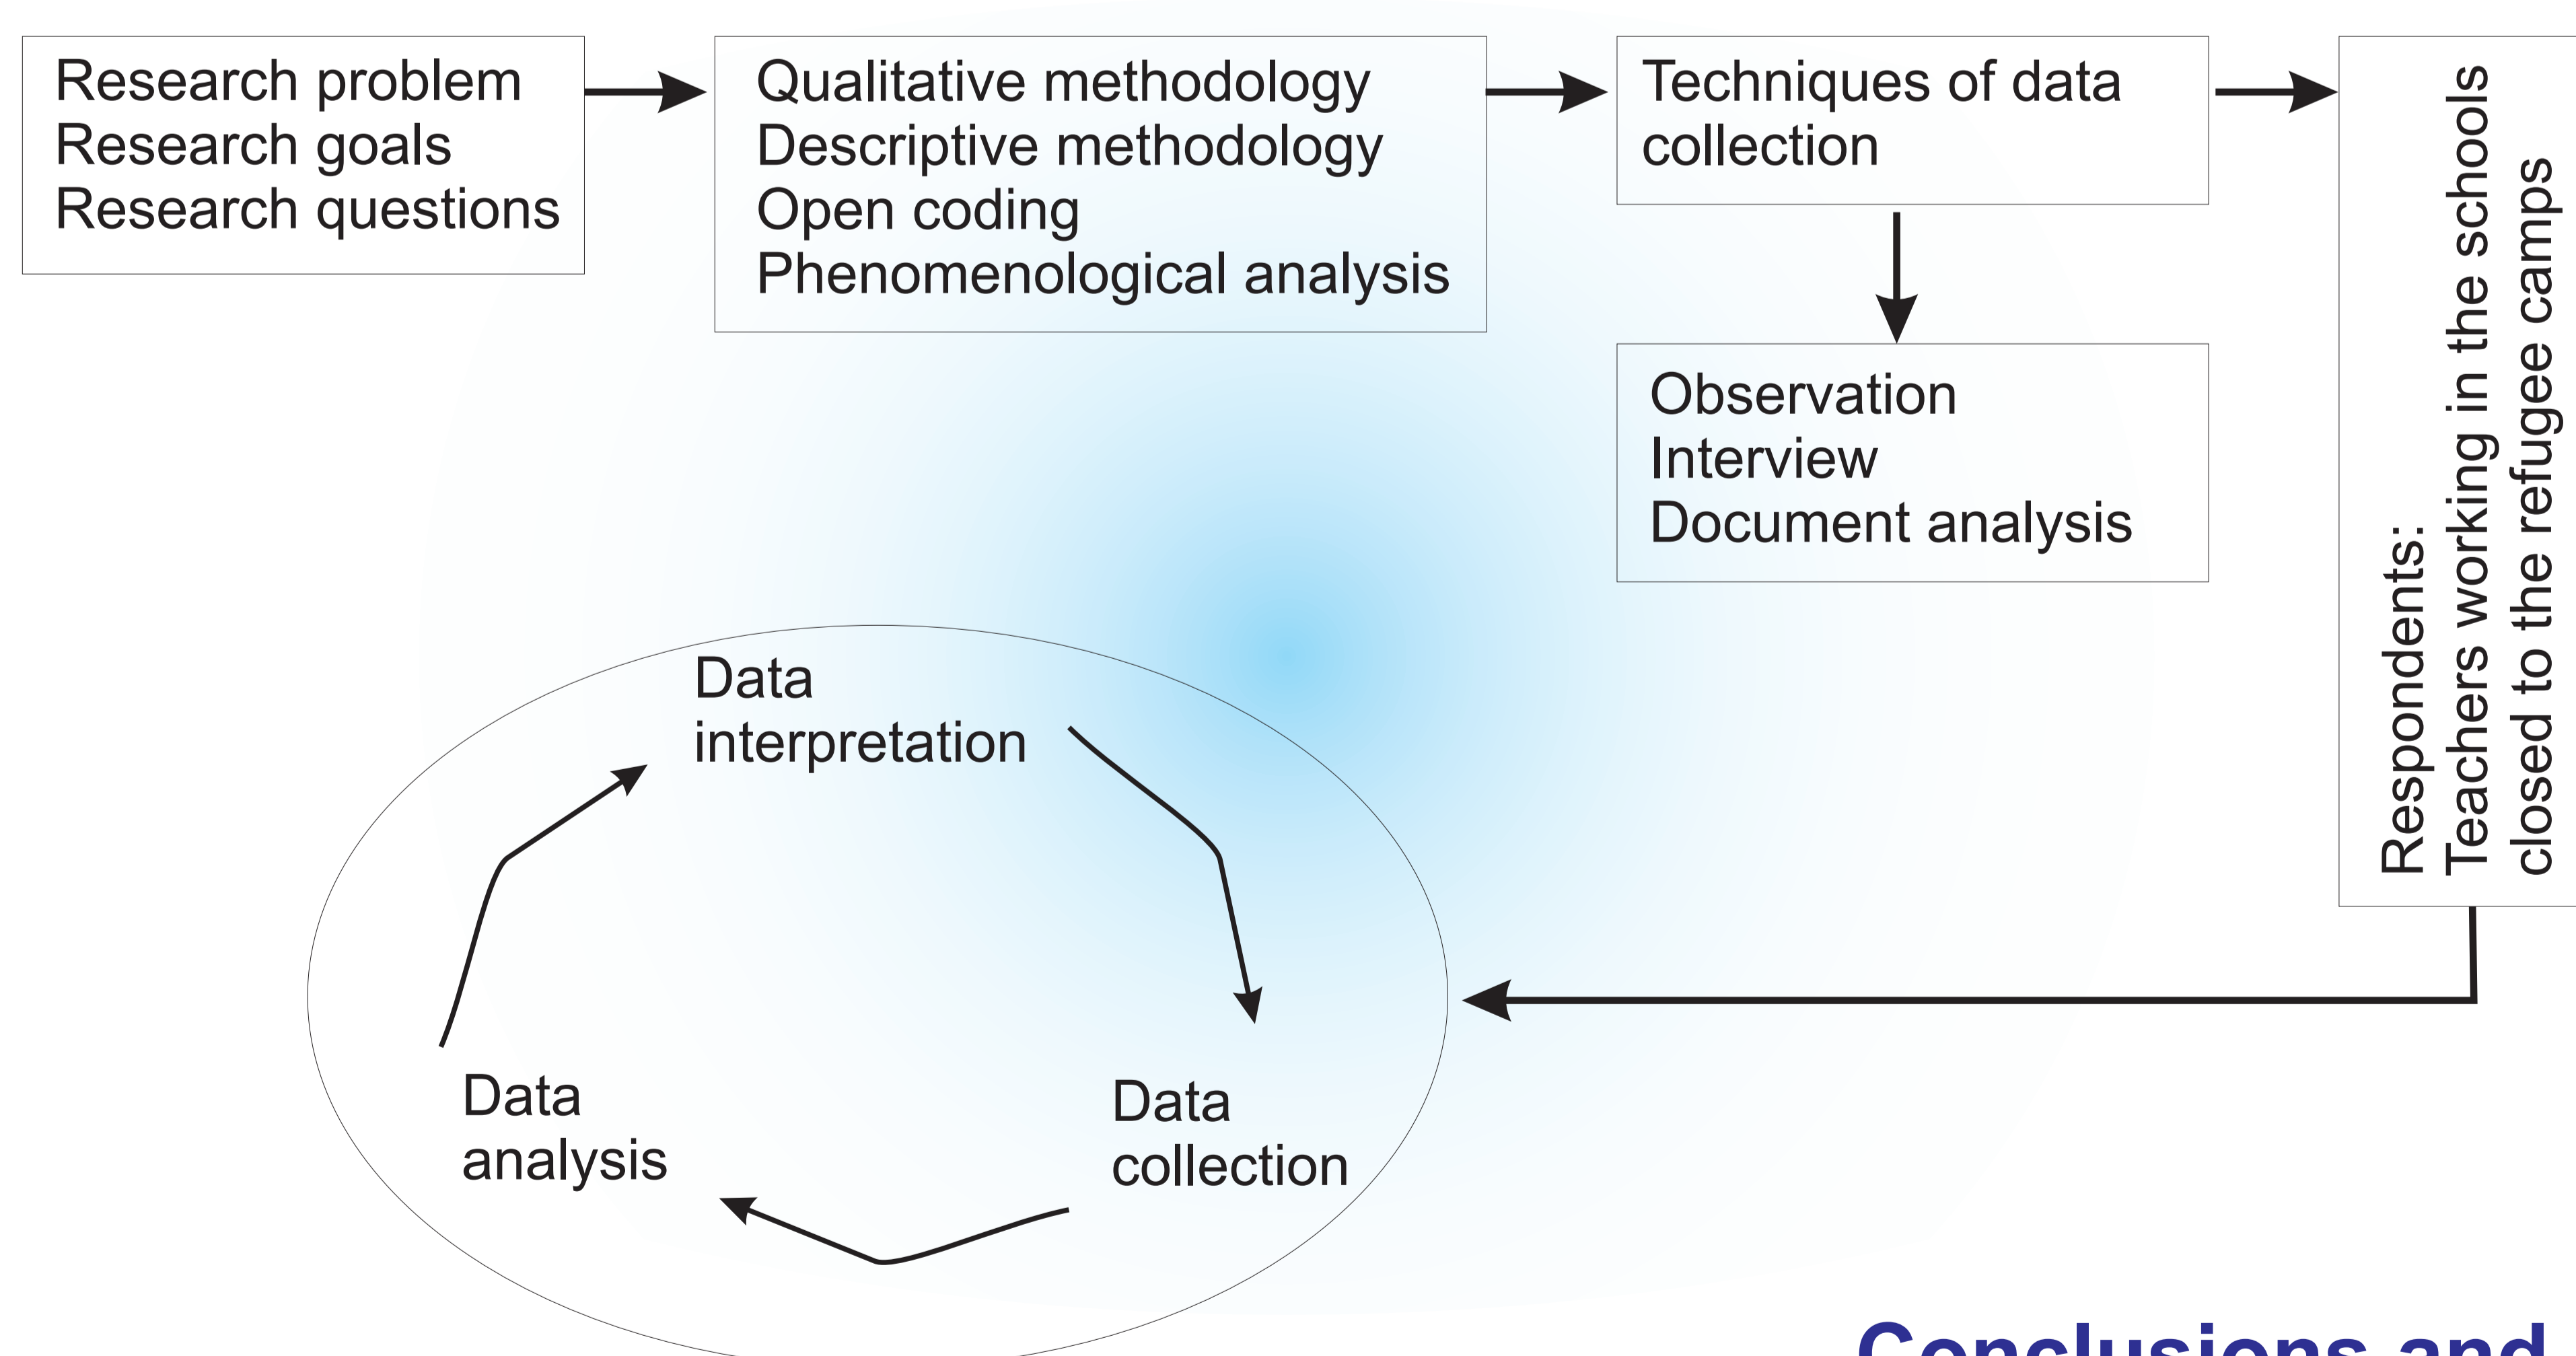 Research problem
Research goals
Research questions
Qualitative methodology
Descriptive methodology
Open coding
Phenomenological analysis
Techniques of data
collection
Observation
Interview
Document analysis
Respondents:
Teachers working in the schools
closed to the refugee camps
Data
interpretation
Data
collection
Data
analysis
Conclusions and